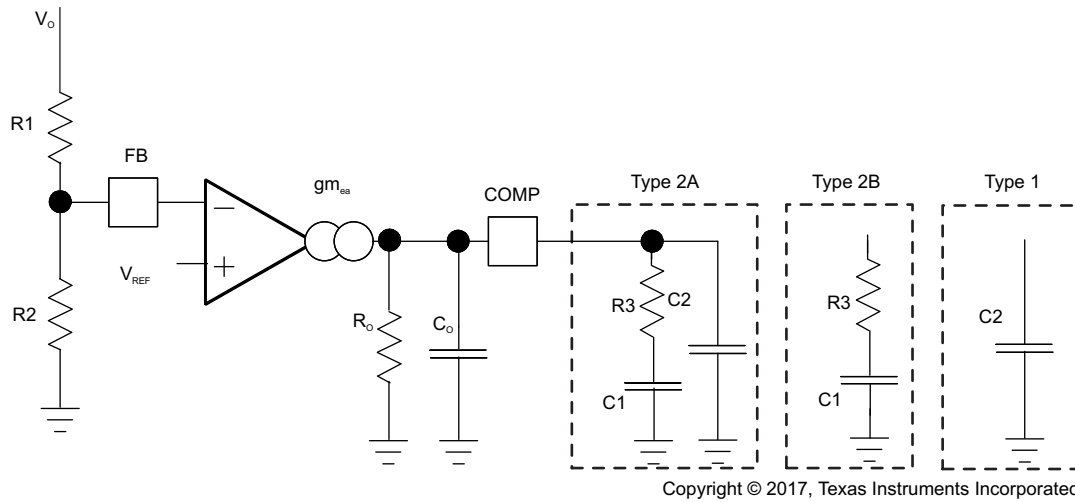 Vₒ
R1
FB
gmₑₐ
COMP
Type 2A
Type 2B
Type 1
V_REF
R2
Rₒ
Cₒ
R3
C2
C1
R3
C1
C2
Copyright © 2017, Texas Instruments Incorporated